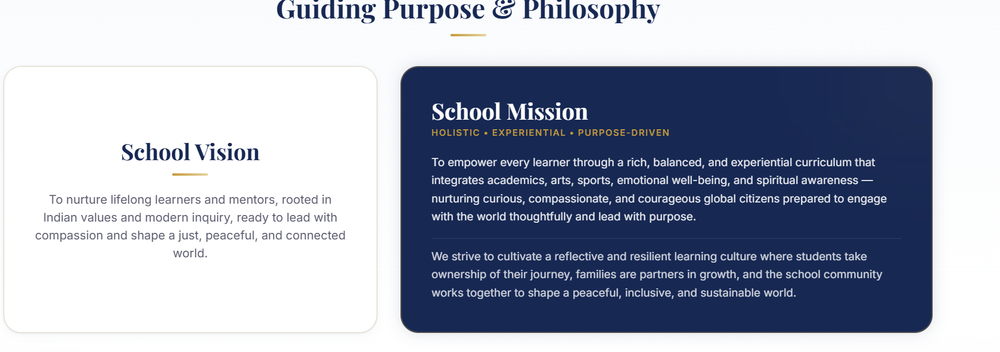 Guiding Purpose & Philosophy
School Vision
To nurture lifelong learners and mentors, rooted in
Indian values and modern inquiry, ready to lead with
compassion and shape a just, peaceful, and connected
world.
School Mission
HOLISTIC • EXPERIENTIAL • PURPOSE-DRIVEN
To empower every learner through a rich, balanced, and experiential curriculum that
integrates academics, arts, sports, emotional well-being, and spiritual awareness —
nurturing curious, compassionate, and courageous global citizens prepared to engage
with the world thoughtfully and lead with purpose.
We strive to cultivate a reflective and resilient learning culture where students take
ownership of their journey, families are partners in growth, and the school community
works together to shape a peaceful, inclusive, and sustainable world.